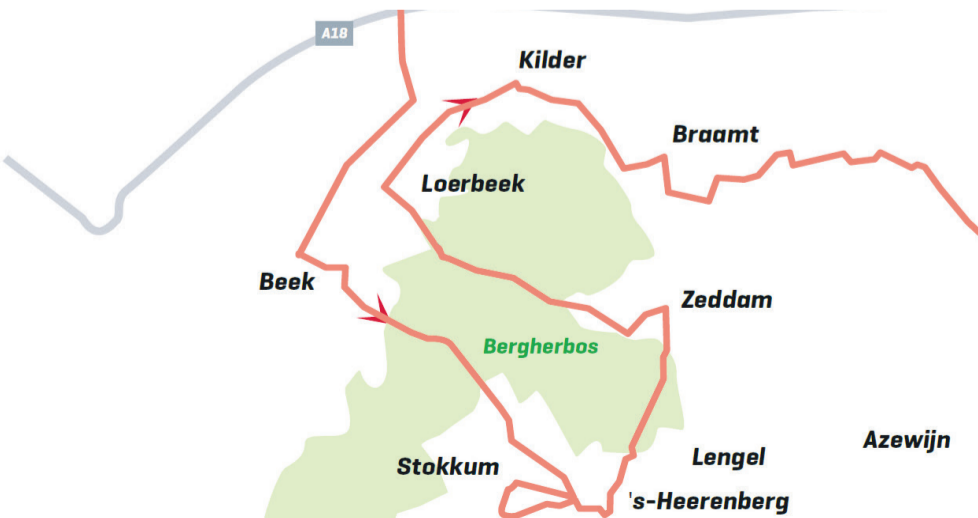 A18
Kilder
Braamt
Loerbeek
Beek
Zeddam
Bergherbos
Azewijn
Lengel
Stokkum
's-Heerenberg